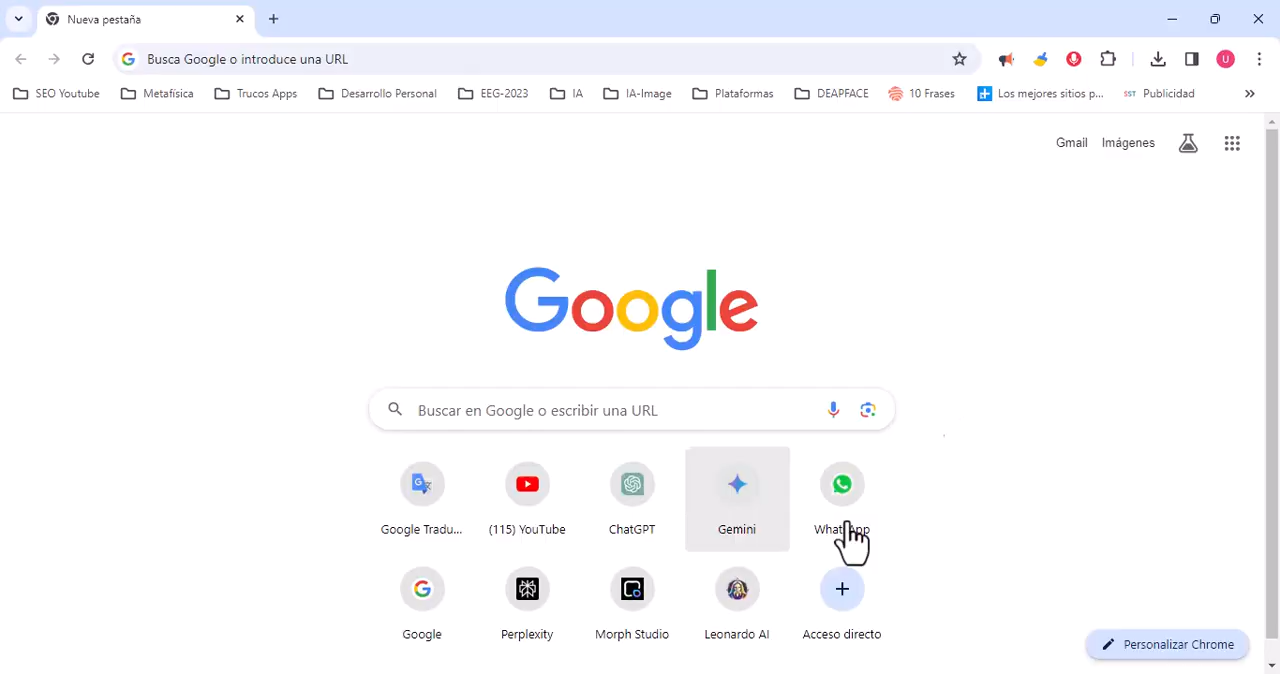 Nueva pestaña
Busca Google o introduce una URL
U
SEO Youtube
Metafísica
Trucos Apps
Desarrollo Personal
EEG-2023
IA
IA-Image
Plataformas
DEAPFACE
10 Frases
Los mejores sitios p...
SST Publicidad
Gmail
Imágenes
Google
Buscar en Google o escribir una URL
Google Tradu...
(115) YouTube
ChatGPT
Gemini
Google
Perplexity
Morph Studio
Leonardo AI
Acceso directo
Personalizar Chrome